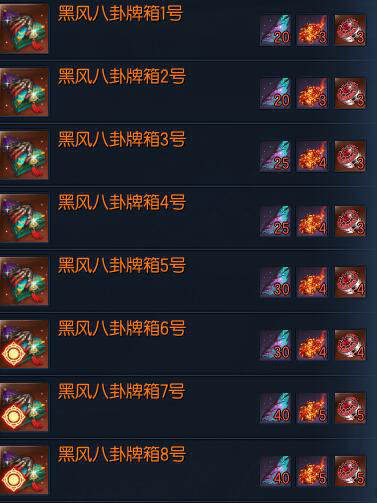 黑风八卦牌箱1号
20 3 3
黑风八卦牌箱2号
20 3 3
黑风八卦牌箱3号
25 4 3
黑风八卦牌箱4号
25 4 3
黑风八卦牌箱5号
30 4 4
黑风八卦牌箱6号
30 4 4
黑风八卦牌箱7号
40 5 5
黑风八卦牌箱8号
40 5 5